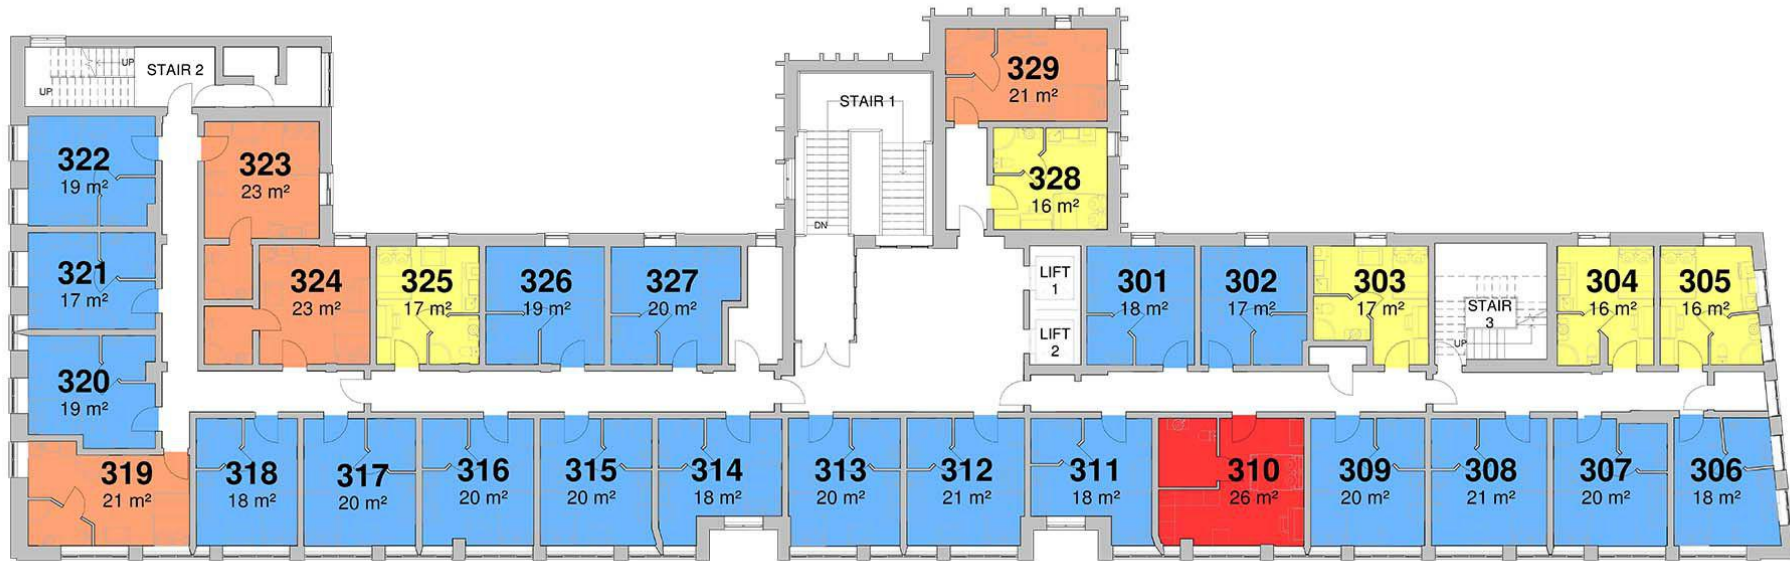 UP
STAIR 2
UP
STAIR 1
DN
329
21 m²
328
16 m²
322
19 m²
323
23 m²
321
17 m²
324
23 m²
325
17 m²
326
19 m²
327
20 m²
LIFT
1
LIFT
2
301
18 m²
302
17 m²
303
17 m²
STAIR
3
UP
304
16 m²
305
16 m²
320
19 m²
319
21 m²
318
18 m²
317
20 m²
316
20 m²
315
20 m²
314
18 m²
313
20 m²
312
21 m²
311
18 m²
310
26 m²
309
20 m²
308
21 m²
307
20 m²
306
18 m²